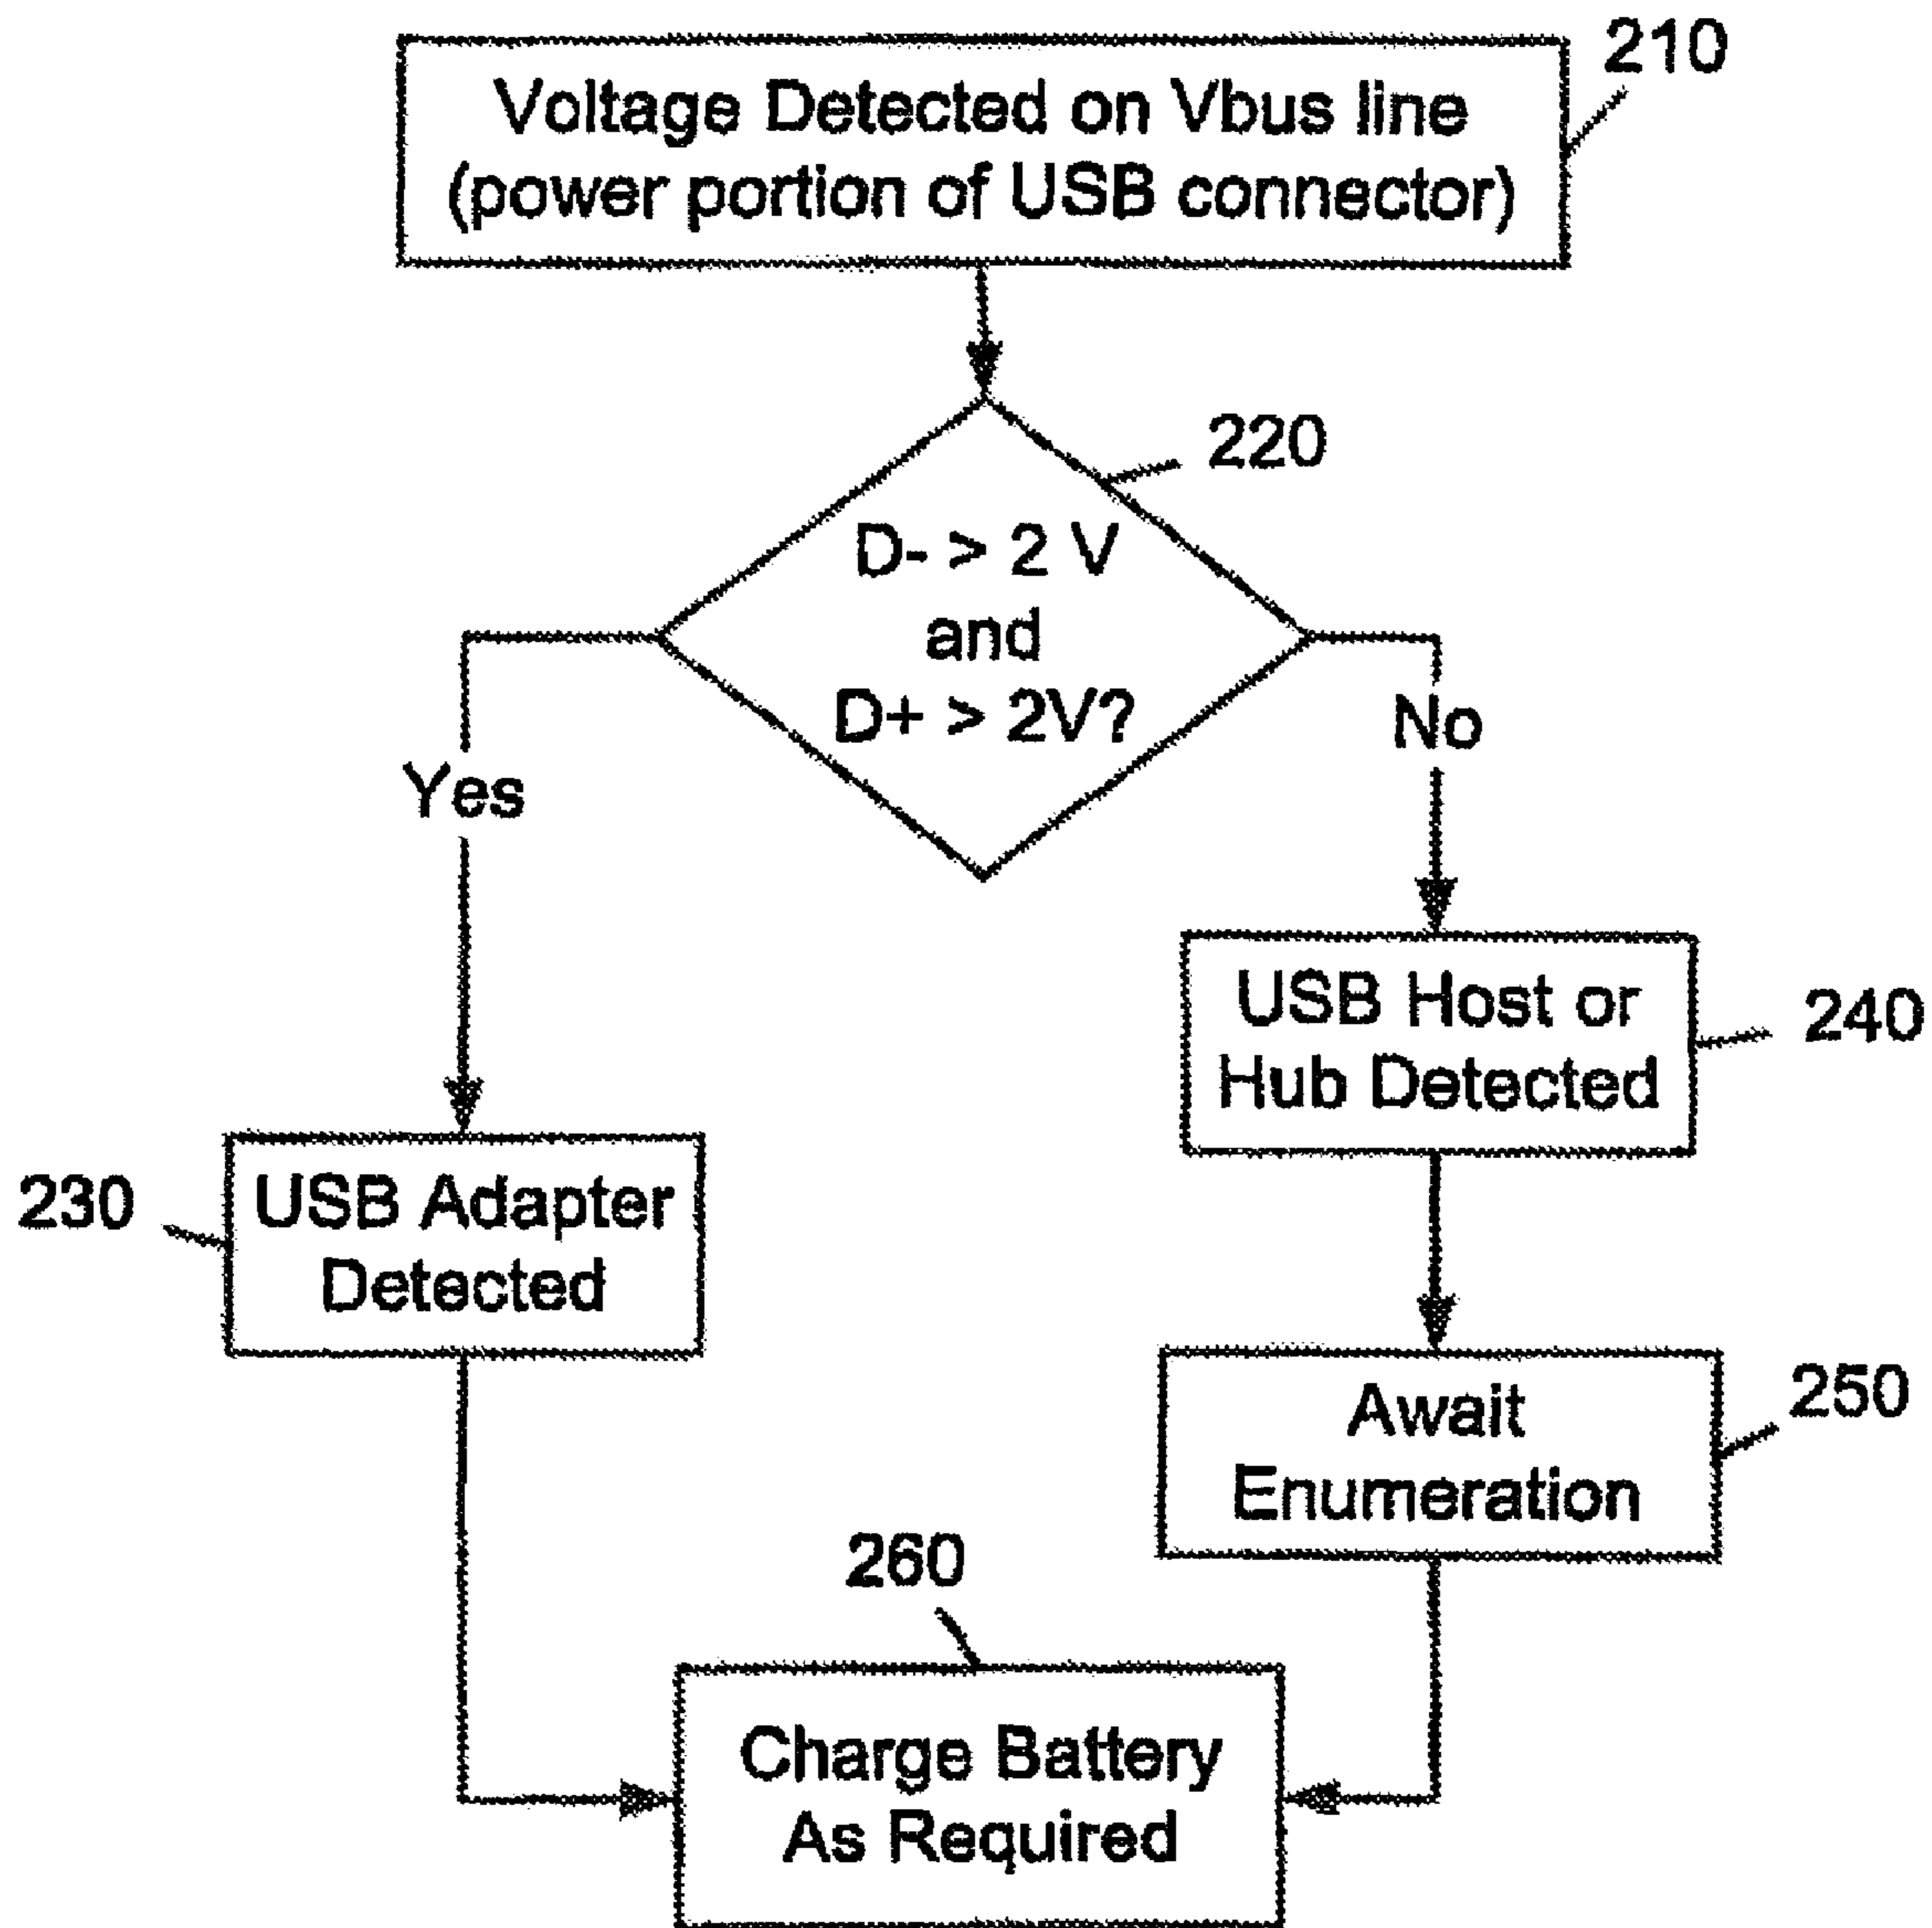 210
Voltage Detected on Vbus line
(power portion of USB connector)
220
D- > 2 V
and
D+ > 2V?
No
Yes
USB Host or
Hub Detected
240
230
USB Adapter
Detected
Await
Enumeration
250
260
Charge Battery
As Required